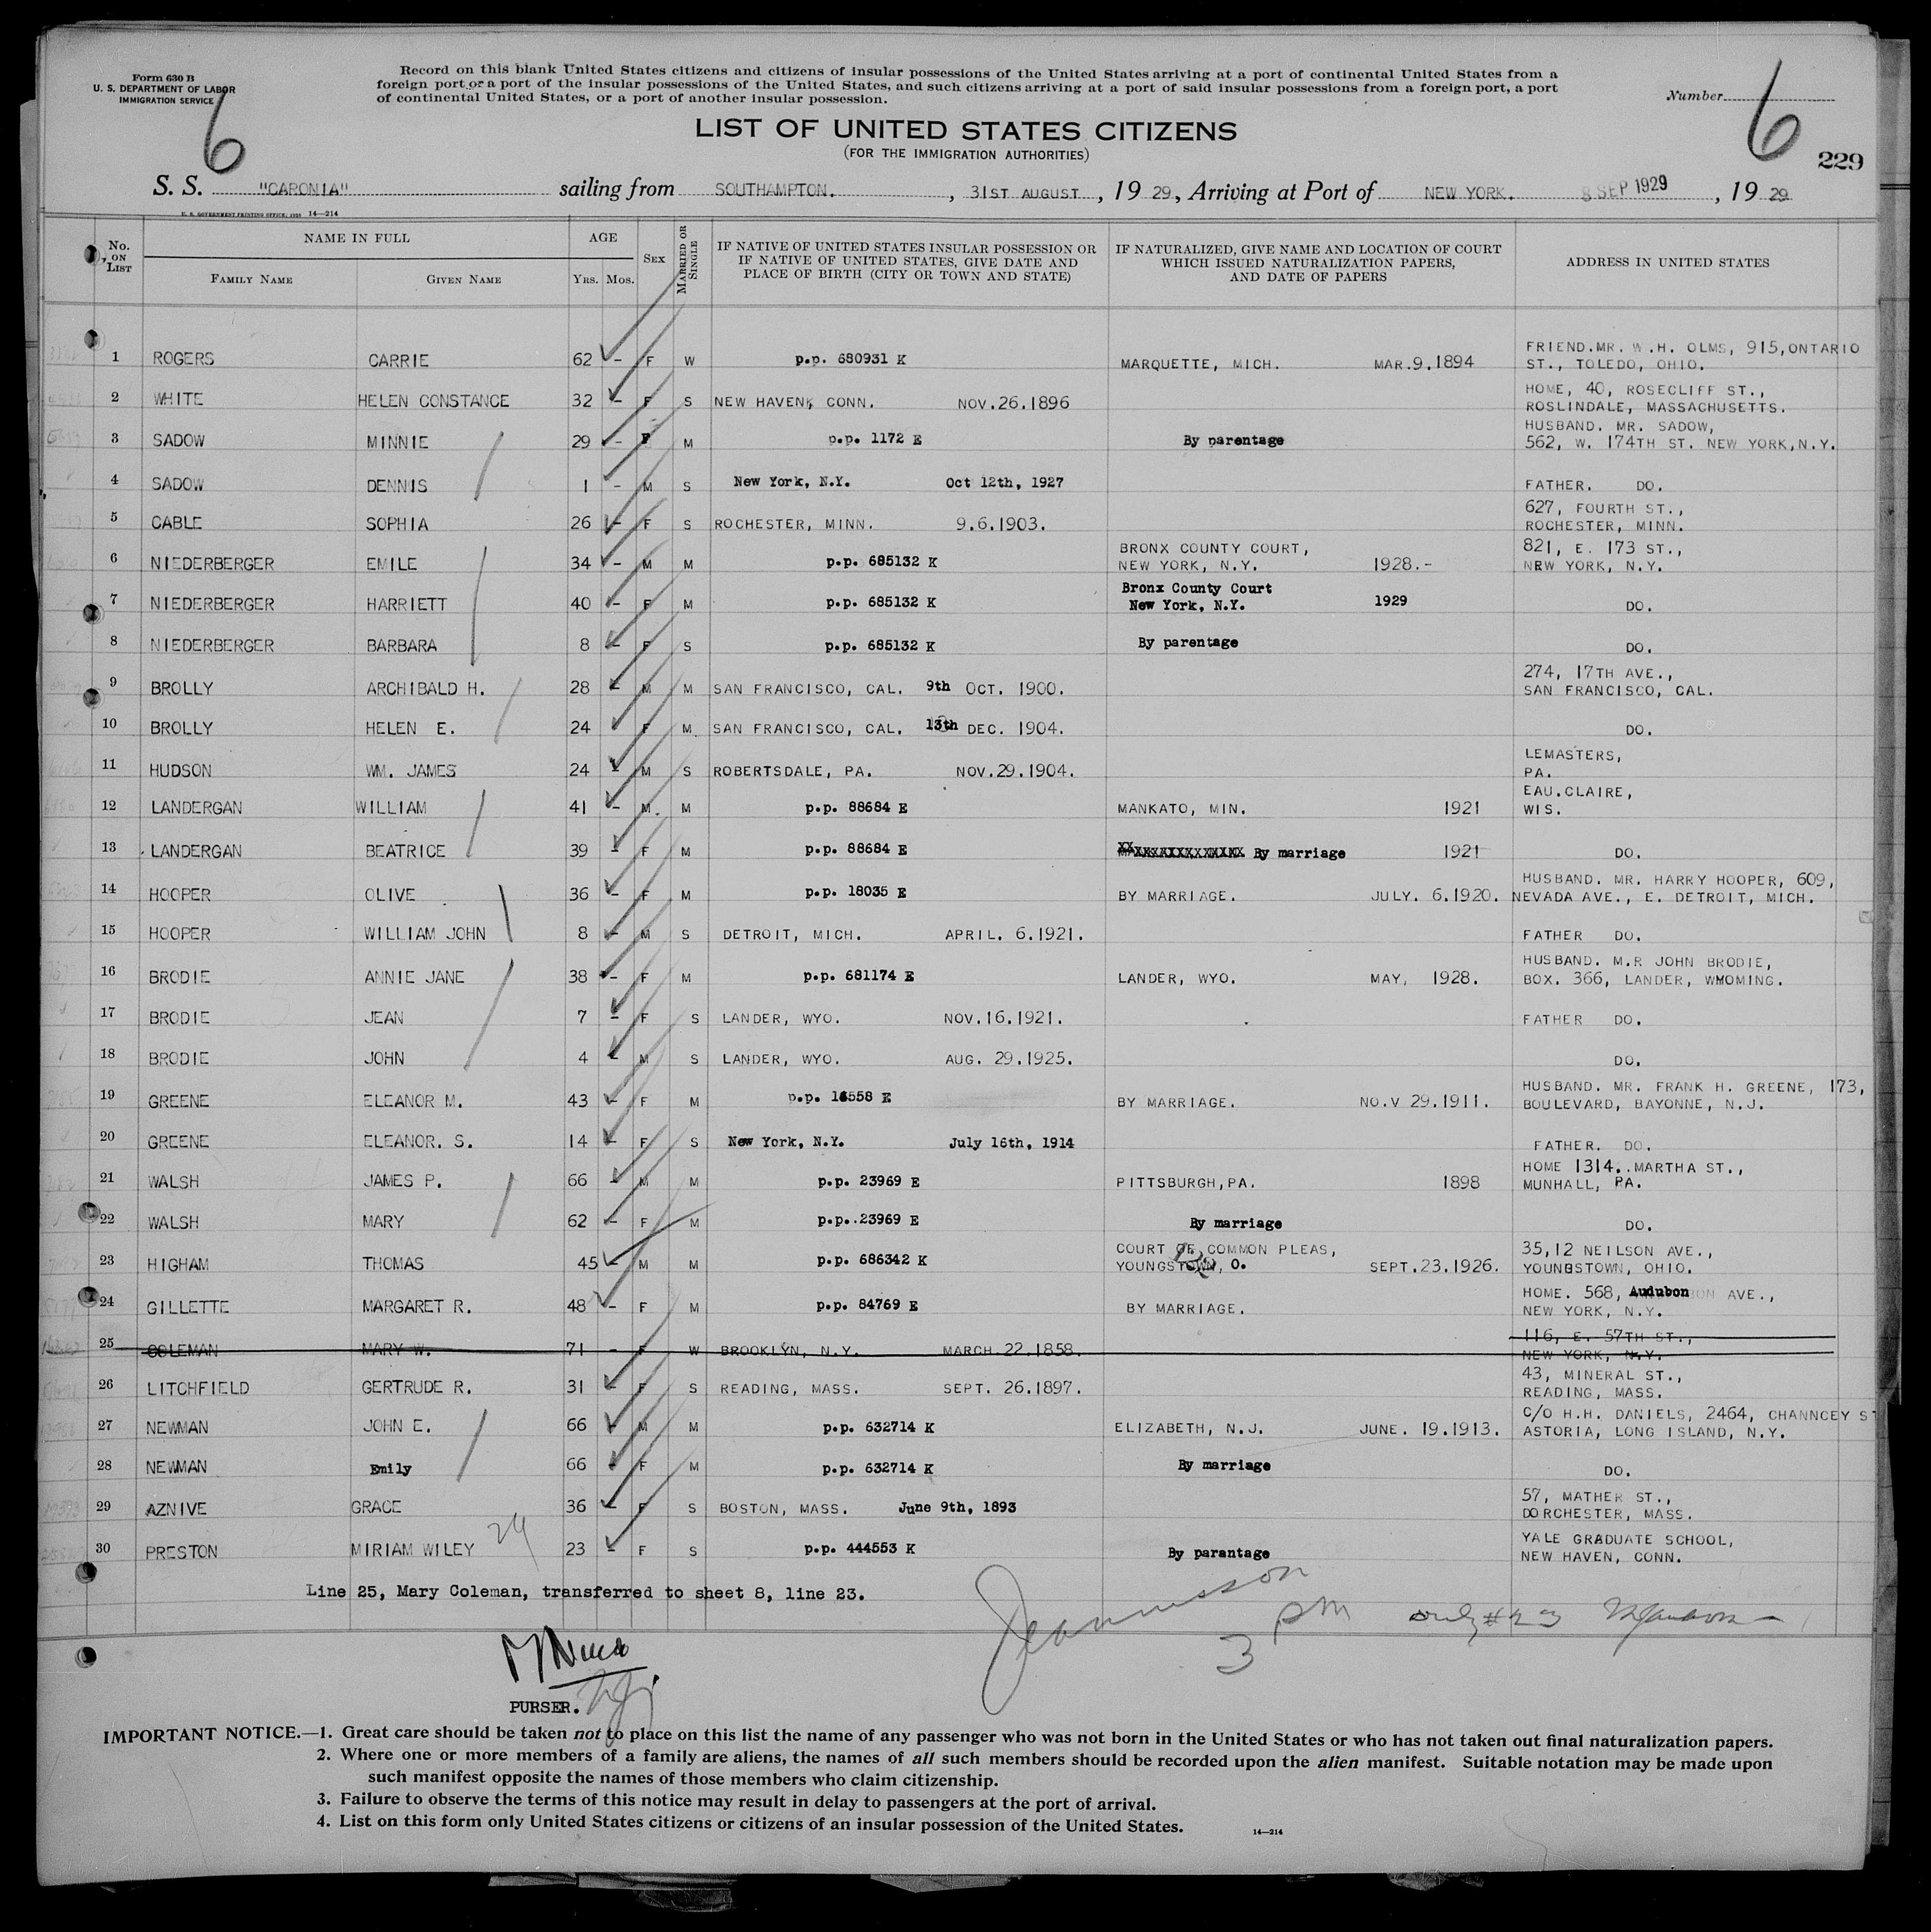 Form 630 B
U. S. DEPARTMENT OF LABOR
IMMIGRATION SERVICE
6
Record on this blank United States citizens and citizens of insular possessions of the United States arriving at a port of continental United States from a
foreign port or a port of the insular possessions of the United States, and such citizens arriving at a port of said insular possessions from a foreign port, a port
of continental United States, or a port of another insular possession.
Number
6
LIST OF UNITED STATES CITIZENS
(FOR THE IMMIGRATION AUTHORITIES)
229
S. S. "CARONIA" sailing from SOUTHAMPTON. , 31ST AUGUST , 19 29, Arriving at Port of NEW YORK. 8 SEP 1929 , 19 29
U. S. GOVERNMENT PRINTING OFFICE: 1928 14—214
No. ON LIST NAME IN FULL FAMILY NAME GIVEN NAME AGE YRS. MOS. SEX MARRIED OR SINGLE
IF NATIVE OF UNITED STATES INSULAR POSSESSION OR
IF NATIVE OF UNITED STATES, GIVE DATE AND
PLACE OF BIRTH (CITY OR TOWN AND STATE)
IF NATURALIZED, GIVE NAME AND LOCATION OF COURT
WHICH ISSUED NATURALIZATION PAPERS,
AND DATE OF PAPERS
ADDRESS IN UNITED STATES
1 ROGERS CARRIE 62 – F W p.p. 680931 K MARQUETTE, MICH. MAR.9.1894 FRIEND.MR. W.H. OLMS, 915,ONTARIO
ST., TOLEDO, OHIO.
2 WHITE HELEN CONSTANCE 32 – F S NEW HAVEN, CONN. NOV.26.1896 HOME, 40, ROSECLIFF ST.,
ROSLINDALE, MASSACHUSETTS.
3 SADOW MINNIE 29 – F M p.p. 1172 E By parentage HUSBAND. MR. SADOW,
562, W. 174TH ST. NEW YORK,N.Y.
4 SADOW DENNIS 1 – M S New York, N.Y. Oct 12th, 1927 FATHER. DO.
5 CABLE SOPHIA 26 – F S ROCHESTER, MINN. 9.6.1903. 627, FOURTH ST.,
ROCHESTER, MINN.
6 NIEDERBERGER EMILE 34 – M M p.p. 685132 K BRONX COUNTY COURT,
NEW YORK, N.Y. 1928.- 821, E. 173 ST.,
NEW YORK, N.Y.
7 NIEDERBERGER HARRIETT 40 – F M p.p. 685132 K Bronx County Court
New York, N.Y. 1929 DO.
8 NIEDERBERGER BARBARA 8 – F S p.p. 685132 K By parentage DO.
9 BROLLY ARCHIBALD H. 28 – M M SAN FRANCISCO, CAL. 9th OCT. 1900. 274, 17TH AVE.,
SAN FRANCISCO, CAL.
10 BROLLY HELEN E. 24 F M SAN FRANCISCO, CAL. 13th DEC. 1904. DO.
11 HUDSON WM. JAMES 24 – M S ROBERTSDALE, PA. NOV.29.1904. LEMASTERS,
PA.
12 LANDERGAN WILLIAM 41 – M. M p.p. 88684 E MANKATO, MIN. 1921 EAU.CLAIRE,
WIS.
13 LANDERGAN BEATRICE 39 – F M p.p. 88684 E By marriage 1921 DO.
14 HOOPER OLIVE 36 – F M p.p. 18035 E BY MARRIAGE. JULY. 6.1920. HUSBAND. MR. HARRY HOOPER, 609,
NEVADA AVE., E. DETROIT, MICH.
15 HOOPER WILLIAM JOHN 8 – M S DETROIT, MICH. APRIL. 6.1921. FATHER DO.
16 BRODIE ANNIE JANE 38 – F M p.p. 681174 E LANDER, WYO. MAY, 1928. HUSBAND. M.R JOHN BRODIE,
BOX. 366, LANDER, WMOMING.
17 BRODIE JEAN 7 – F S LANDER, WYO. NOV.16.1921. FATHER DO.
18 BRODIE JOHN 4 – M S LANDER, WYO. AUG. 29.1925. DO.
19 GREENE ELEANOR M. 43 – F M p.p. 16558 E BY MARRIAGE. NO.V 29.1911. HUSBAND. MR. FRANK H. GREENE, 173,
BOULEVARD, BAYONNE, N.J.
20 GREENE ELEANOR. S. 14 – F S New York, N.Y. July 16th, 1914 FATHER. DO.
21 WALSH JAMES P. 66 – M M p.p. 23969 E PITTSBURGH,PA. 1898 HOME 1314. MARTHA ST.,
MUNHALL, PA.
22 WALSH MARY 62 – F M p.p. 23969 E By marriage DO.
23 HIGHAM THOMAS 45 M M p.p. 686342 K COURT OF COMMON PLEAS,
YOUNGSTOWN, O. SEPT.23.1926. 35,12 NEILSON AVE.,
YOUNGSTOWN, OHIO.
24 GILLETTE MARGARET R. 48 – F M p.p. 84769 E BY MARRIAGE. HOME. 568, Audubon AVE.,
NEW YORK, N.Y.
25 COLEMAN MARY W. 71 – F W BROOKLYN, N.Y. MARCH 22.1858. 116, E. 57TH ST.,
NEW YORK, N.Y.
26 LITCHFIELD GERTRUDE R. 31 – F S READING, MASS. SEPT. 26.1897. 43, MINERAL ST.,
READING, MASS.
27 NEWMAN JOHN E. 66 – M M p.p. 632714 K ELIZABETH, N.J. JUNE. 19.1913. C/O H.H. DANIELS, 2464, CHANNCEY ST
ASTORIA, LONG ISLAND, N.Y.
28 NEWMAN Emily 66 – F M p.p. 632714 K By marriage DO.
29 AZNIVE GRACE 36 – F S BOSTON, MASS. June 9th, 1893 57, MATHER ST.,
DORCHESTER, MASS.
30 PRESTON MIRIAM WILEY 29 23 – F S p.p. 444553 K By parantage YALE GRADUATE SCHOOL,
NEW HAVEN, CONN.
Line 25, Mary Coleman, transferred to sheet 8, line 23.
pm only #23
3
PURSER.
IMPORTANT NOTICE.—1. Great care should be taken not to place on this list the name of any passenger who was not born in the United States or who has not taken out final naturalization papers.
2. Where one or more members of a family are aliens, the names of all such members should be recorded upon the alien manifest. Suitable notation may be made upon
such manifest opposite the names of those members who claim citizenship.
3. Failure to observe the terms of this notice may result in delay to passengers at the port of arrival.
4. List on this form only United States citizens or citizens of an insular possession of the United States.
14—214